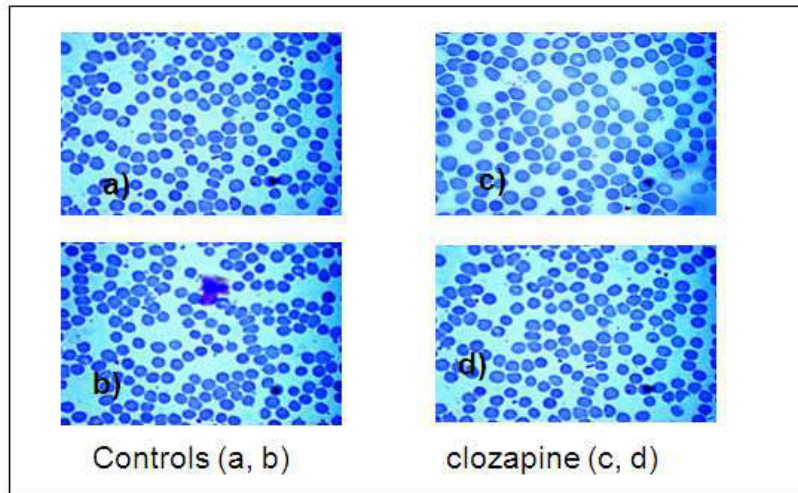 a)
c)
b)
d)
Controls (a, b)
clozapine (c, d)